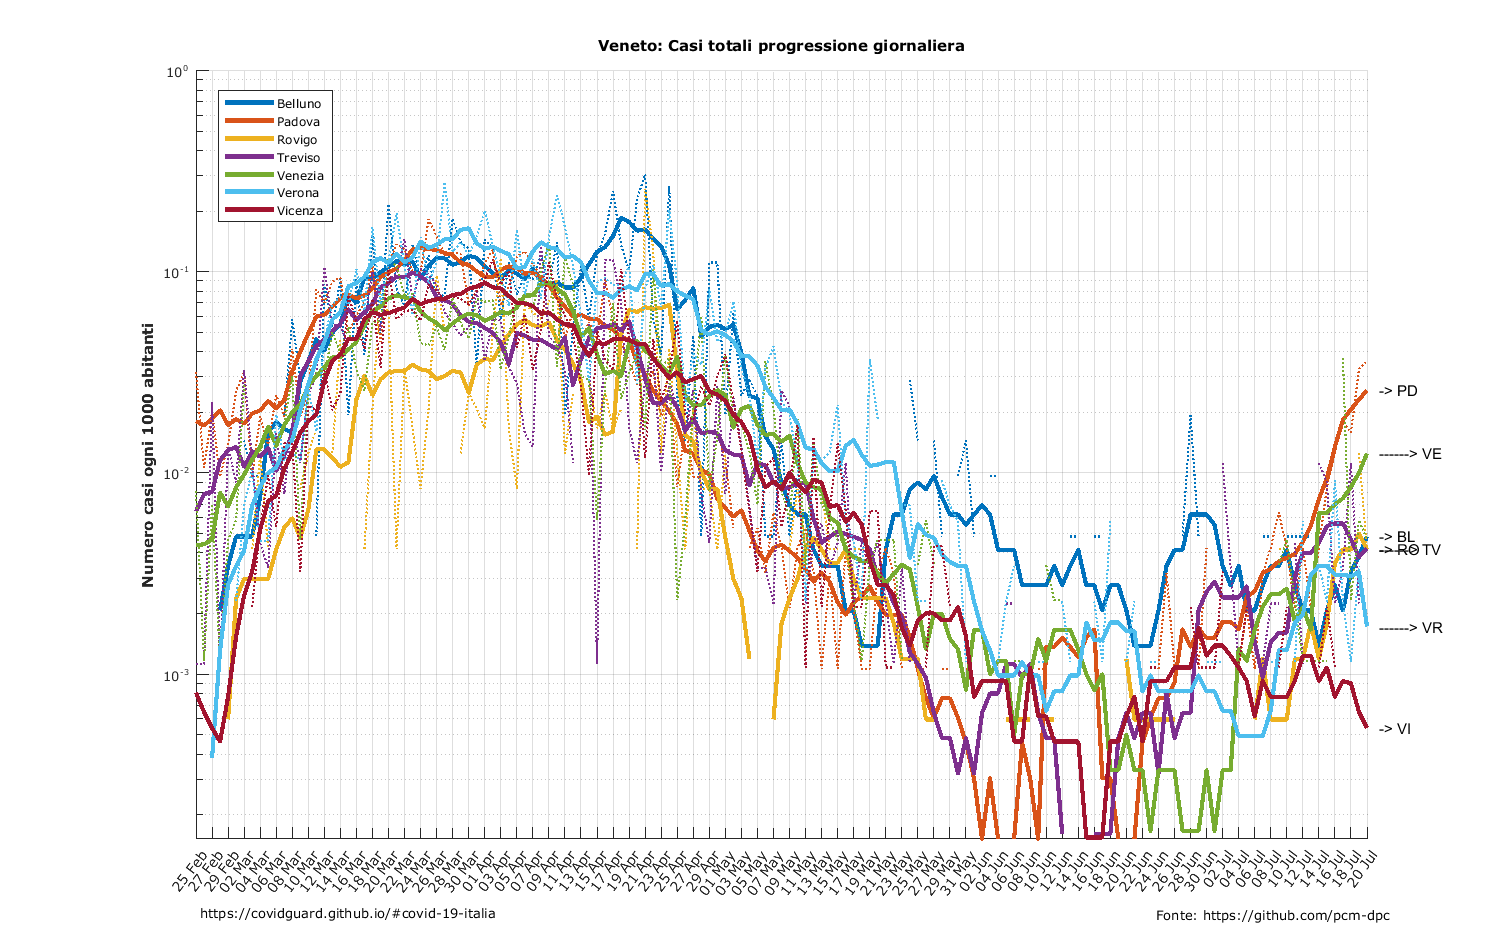 Veneto: Casi totali progressione giornaliera
10⁰
10⁻¹
10⁻²
10⁻³
Numero casi ogni 1000 abitanti
Belluno
Padova
Rovigo
Treviso
Venezia
Verona
Vicenza
-> PD
------> VE
-> BL
-> RO
------> TV
------> VR
-> VI
25 Feb
27 Feb
29 Feb
02 Mar
04 Mar
06 Mar
08 Mar
10 Mar
12 Mar
14 Mar
16 Mar
18 Mar
20 Mar
22 Mar
24 Mar
26 Mar
28 Mar
30 Mar
01 Apr
03 Apr
05 Apr
07 Apr
09 Apr
11 Apr
13 Apr
15 Apr
17 Apr
19 Apr
21 Apr
23 Apr
25 Apr
27 Apr
29 Apr
01 May
03 May
05 May
07 May
09 May
11 May
13 May
15 May
17 May
19 May
21 May
23 May
25 May
27 May
29 May
31 May
02 Jun
04 Jun
06 Jun
08 Jun
10 Jun
12 Jun
14 Jun
16 Jun
18 Jun
20 Jun
22 Jun
24 Jun
26 Jun
28 Jun
30 Jun
02 Jul
04 Jul
06 Jul
08 Jul
10 Jul
12 Jul
14 Jul
16 Jul
18 Jul
20 Jul
https://covidguard.github.io/#covid-19-italia
Fonte: https://github.com/pcm-dpc